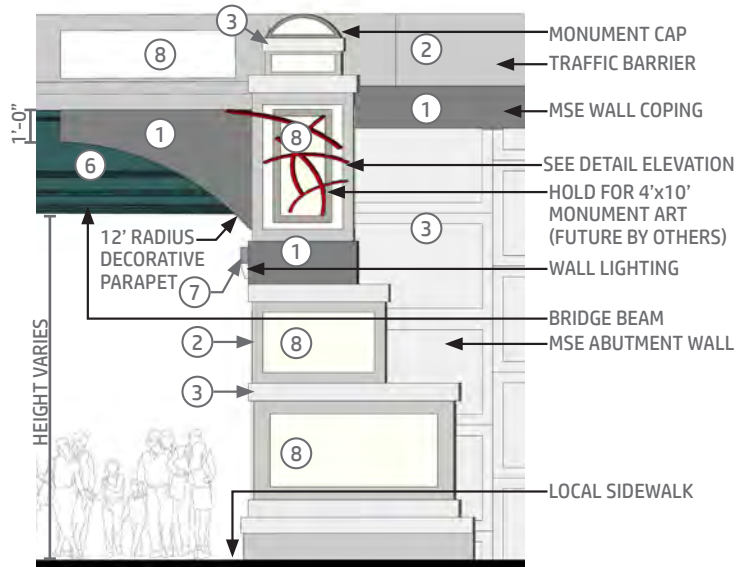 3
MONUMENT CAP
8
2
TRAFFIC BARRIER
1'-0"
1
1
MSE WALL COPING
8
6
SEE DETAIL ELEVATION
HOLD FOR 4'x10'
MONUMENT ART
(FUTURE BY OTHERS)
12' RADIUS
DECORATIVE
PARAPET
3
1
WALL LIGHTING
7
BRIDGE BEAM
2
8
MSE ABUTMENT WALL
HEIGHT VARIES
3
8
LOCAL SIDEWALK